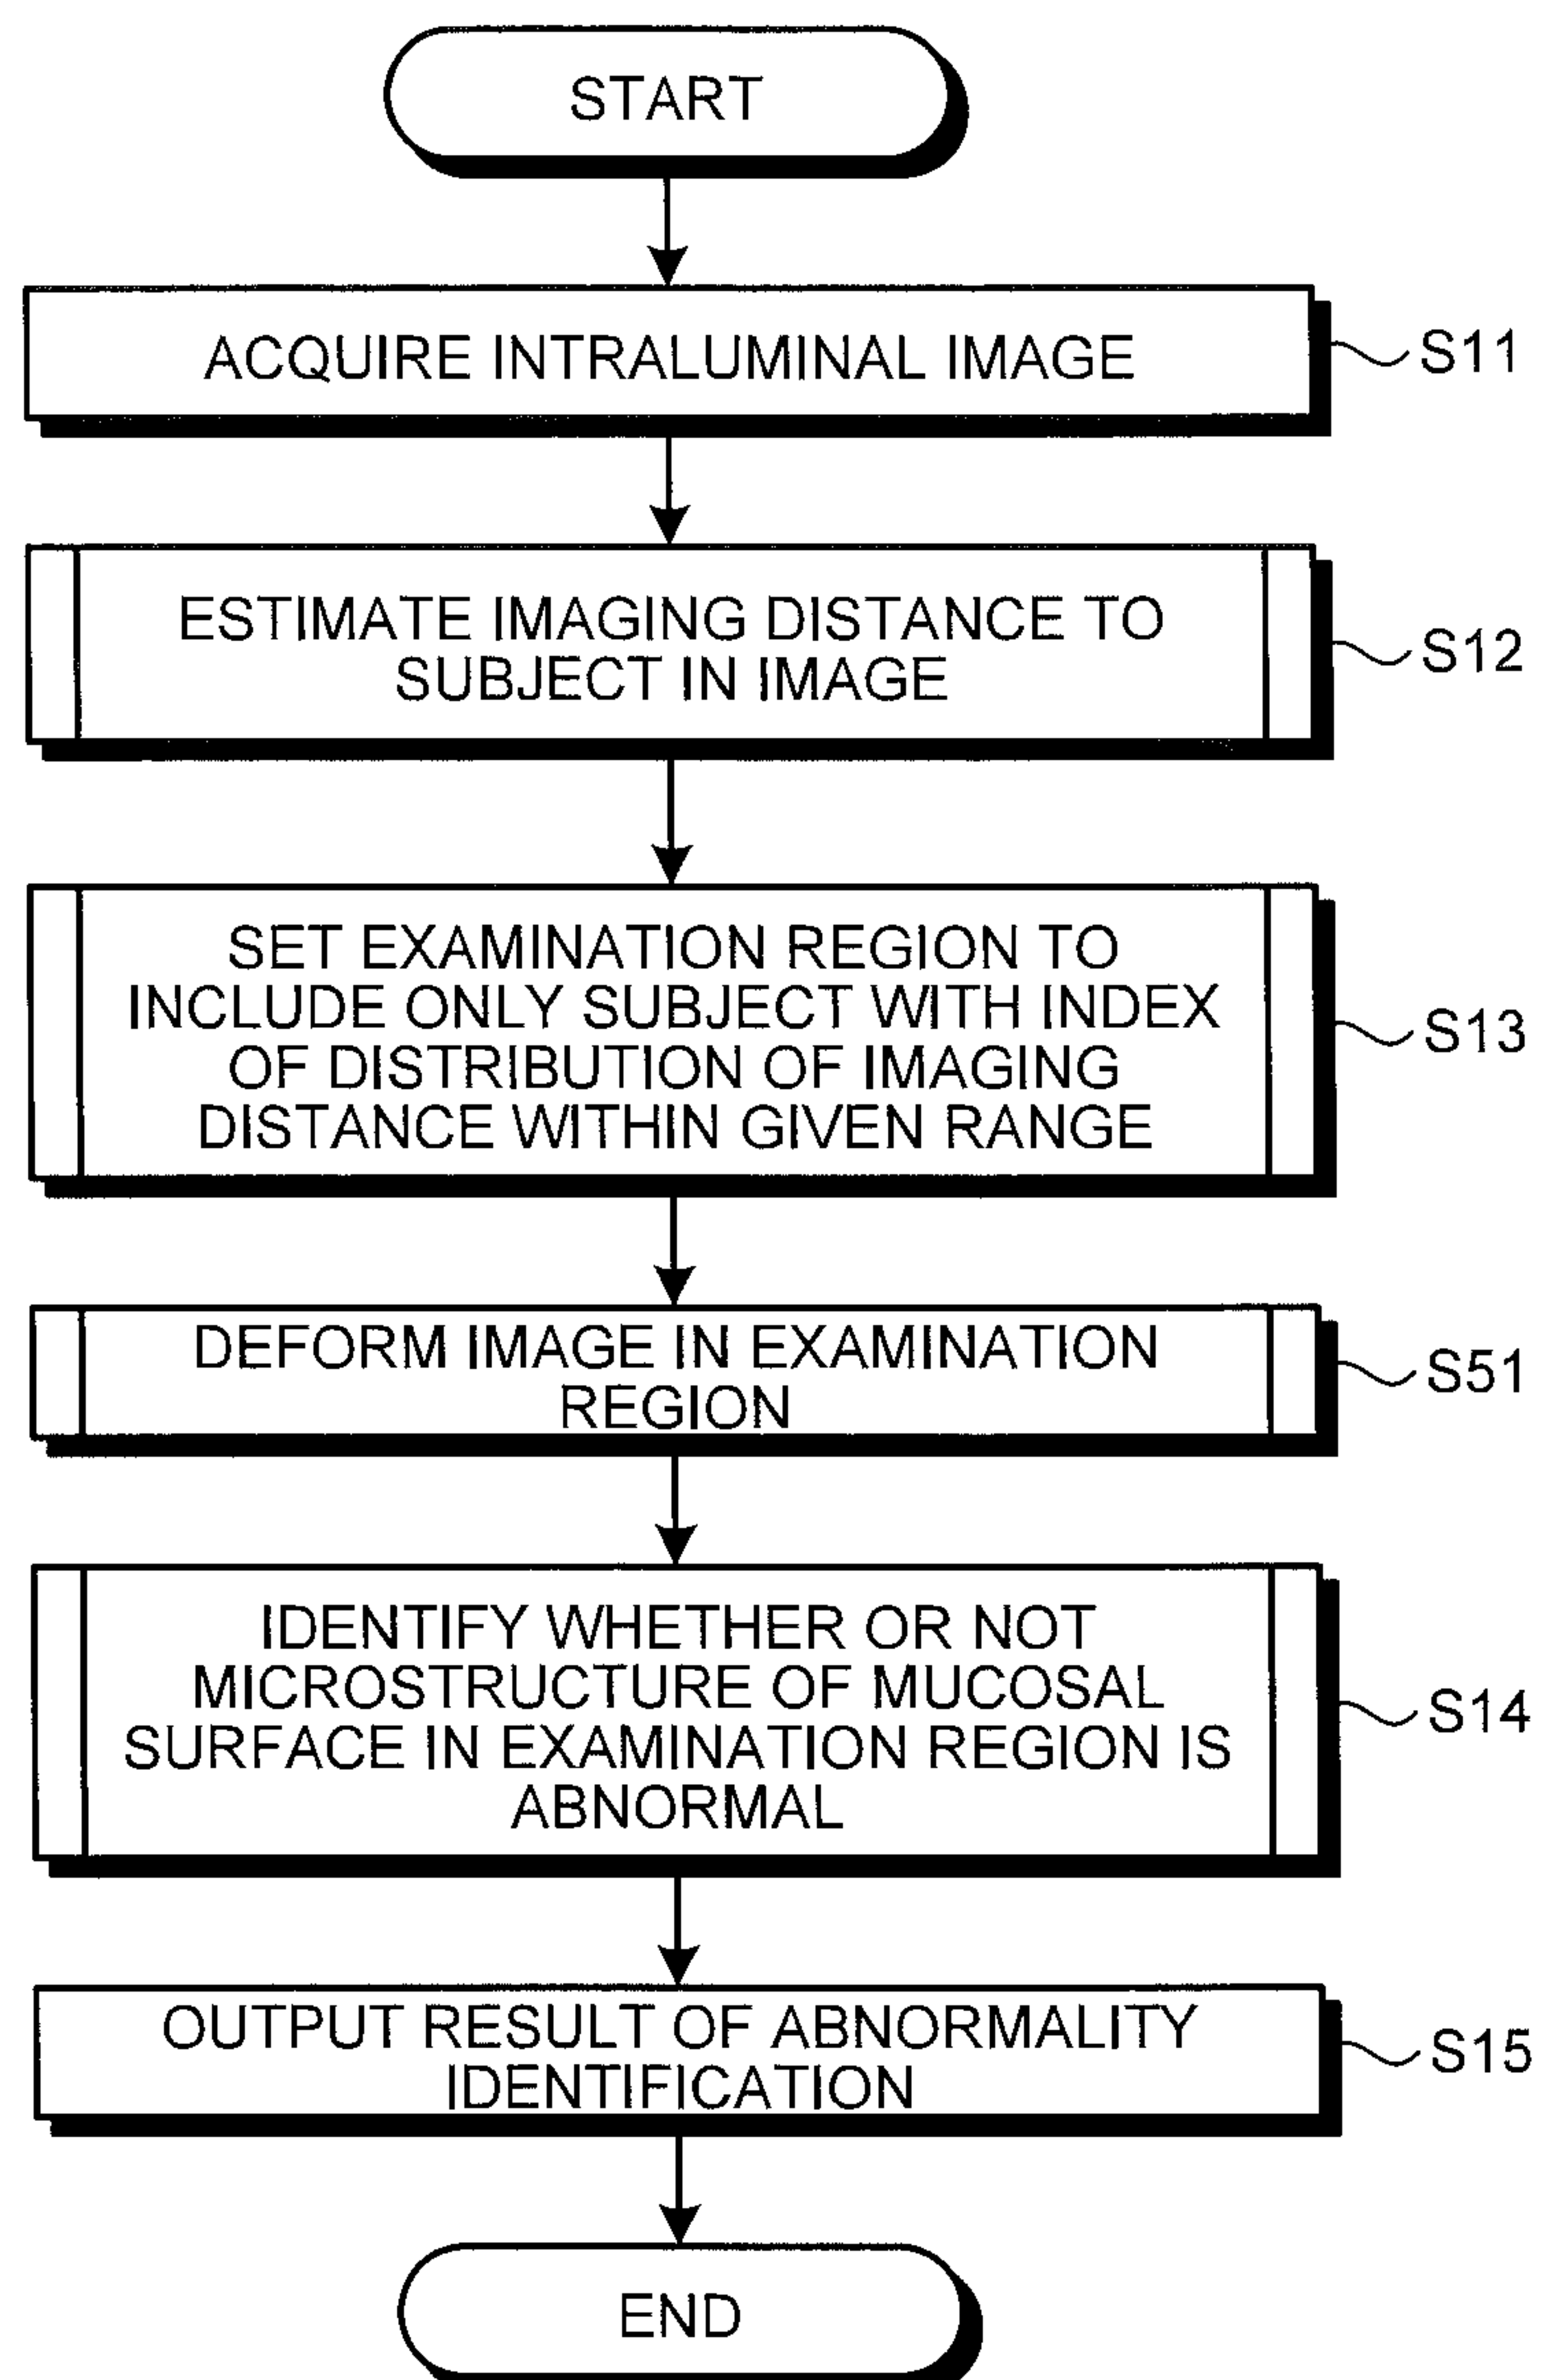 START
ACQUIRE INTRALUMINAL IMAGE
S11
ESTIMATE IMAGING DISTANCE TO
SUBJECT IN IMAGE
S12
SET EXAMINATION REGION TO
INCLUDE ONLY SUBJECT WITH INDEX
OF DISTRIBUTION OF IMAGING
DISTANCE WITHIN GIVEN RANGE
S13
DEFORM IMAGE IN EXAMINATION
REGION
S51
IDENTIFY WHETHER OR NOT
MICROSTRUCTURE OF MUCOSAL
SURFACE IN EXAMINATION REGION IS
ABNORMAL
S14
OUTPUT RESULT OF ABNORMALITY
IDENTIFICATION
S15
END